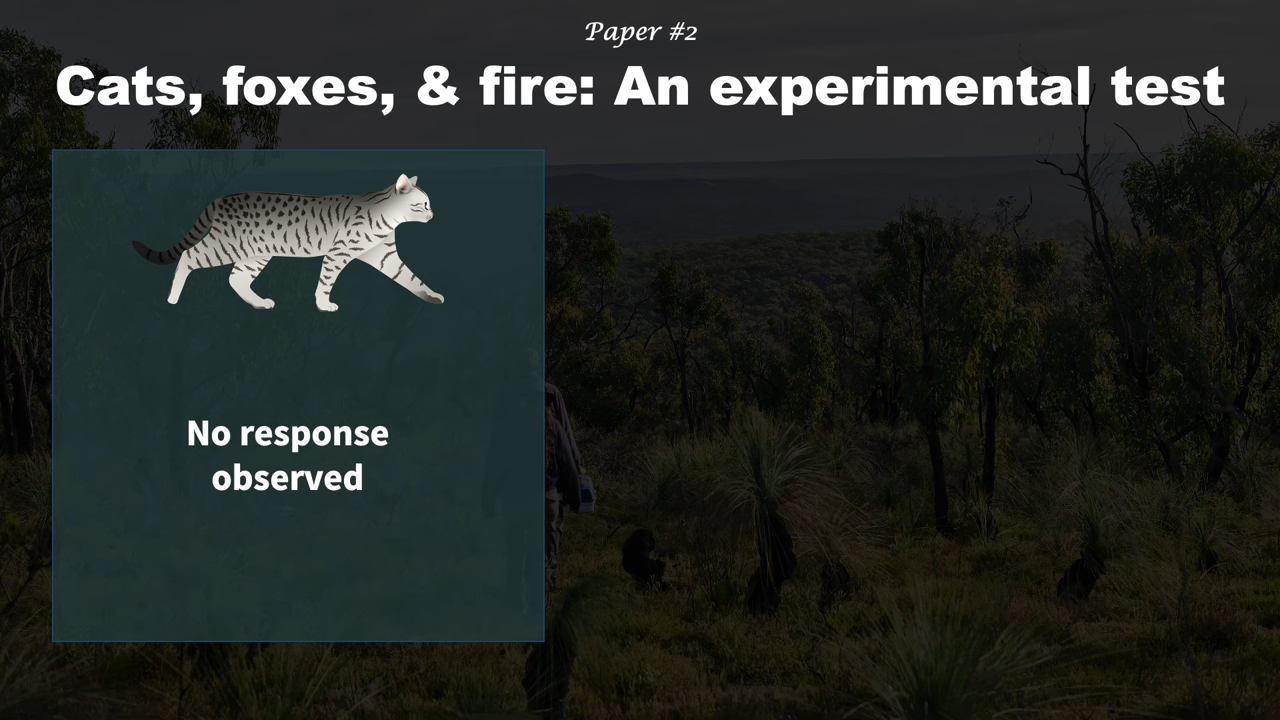 Paper #2
Cats, foxes, & fire: An experimental test
No response
observed